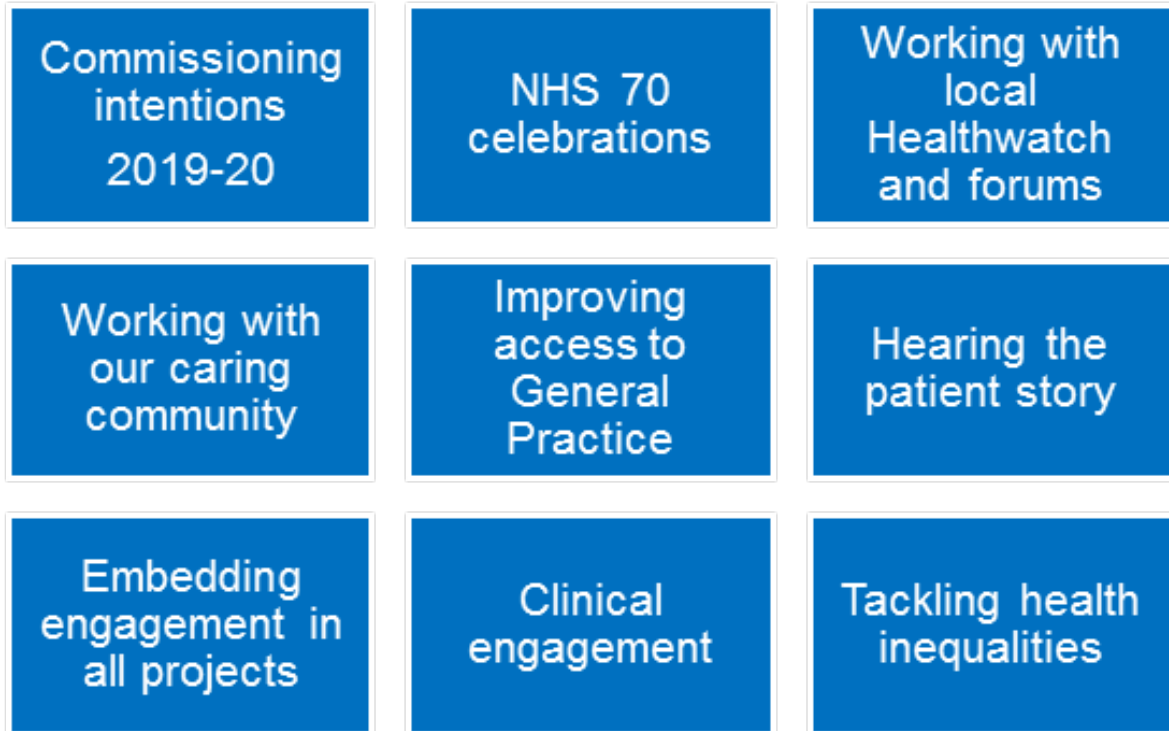 Commissioning
intentions
2019-20
NHS 70
celebrations
Working with
local
Healthwatch
and forums
Working with
our caring
community
Improving
access to
General
Practice
Hearing the
patient story
Embedding
engagement in
all projects
Clinical
engagement
Tackling health
inequalities